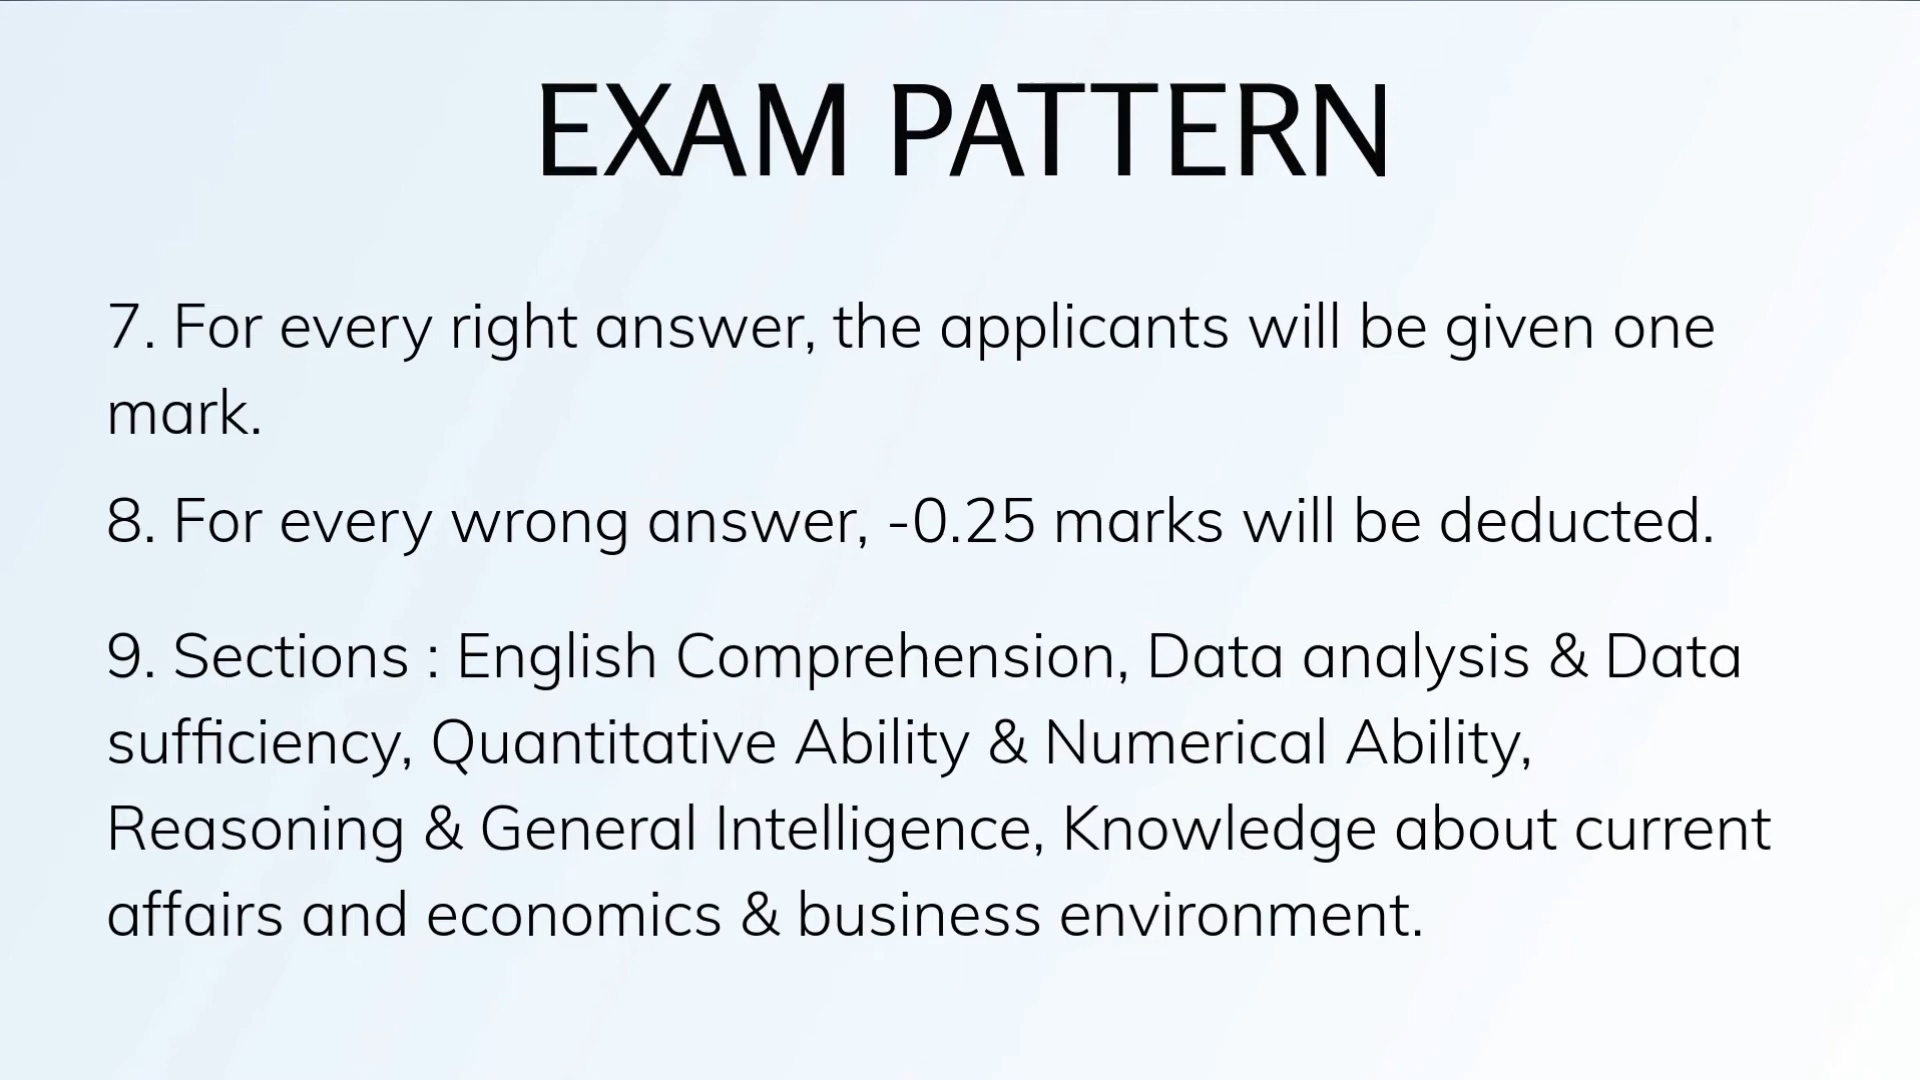 EXAM PATTERN
7. For every right answer, the applicants will be given one
mark.
8. For every wrong answer, -0.25 marks will be deducted.
9. Sections : English Comprehension, Data analysis & Data
sufficiency, Quantitative Ability & Numerical Ability,
Reasoning & General Intelligence, Knowledge about current
affairs and economics & business environment.